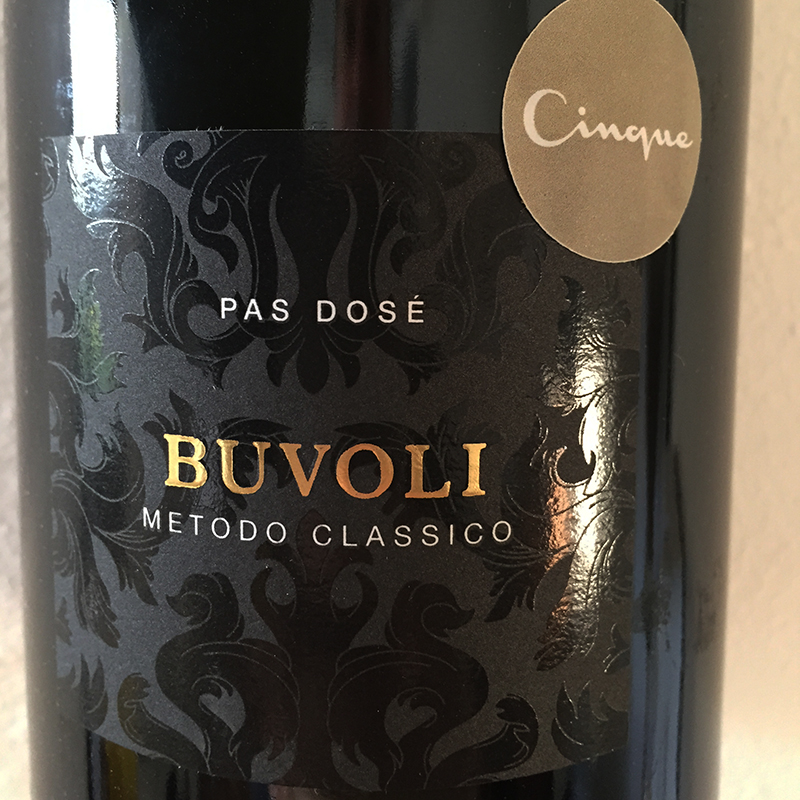 Cinque
PAS DOSÉ
BUVOLI
METODO CLASSICO